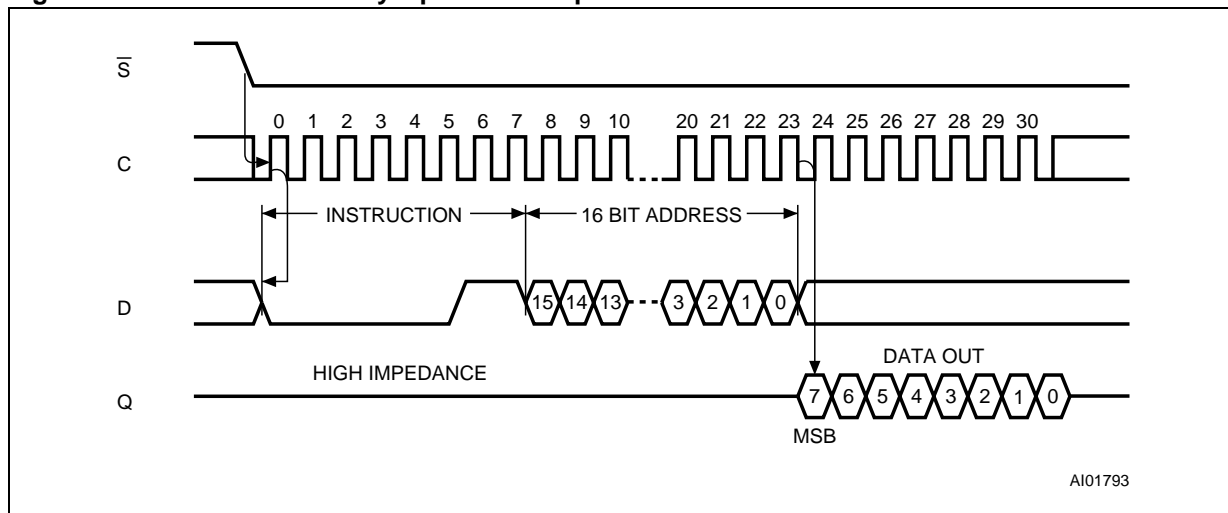 S
0 1 2 3 4 5 6 7 8 9 10 20 21 22 23 24 25 26 27 28 29 30
C
INSTRUCTION 16 BIT ADDRESS
D 15 14 13 3 2 1 0
HIGH IMPEDANCE DATA OUT
Q 7 6 5 4 3 2 1 0
MSB
AI01793